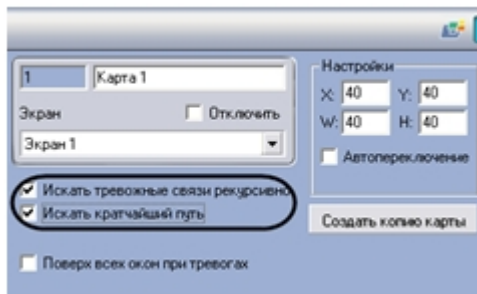 1 Карта 1
Экран Отключить
Экран 1
Искать тревожные связи рекурсивно
Искать кратчайший путь
Поверх всех окон при тревогах
Настройки
X: 40 Y: 40
W: 40 H: 40
Автопереключение
Создать копию карты